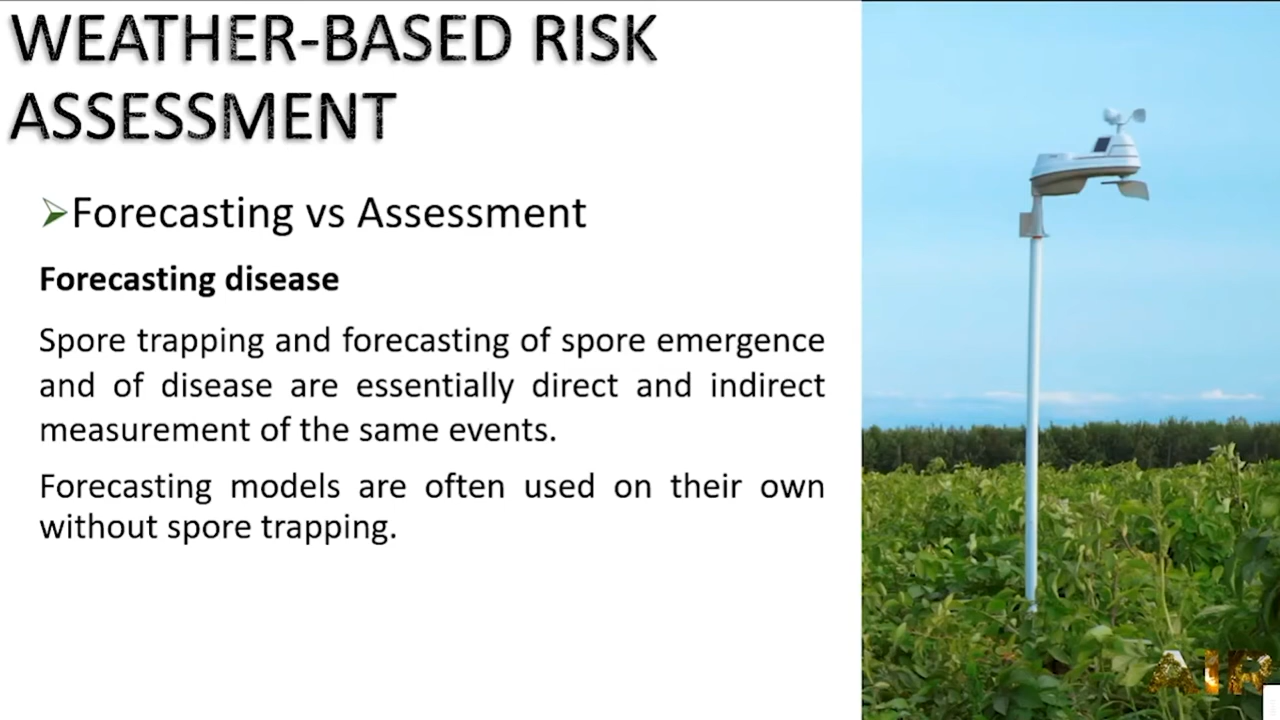 WEATHER-BASED RISK
ASSESSMENT
Forecasting vs Assessment
Forecasting disease
Spore trapping and forecasting of spore emergence
and of disease are essentially direct and indirect
measurement of the same events.
Forecasting models are often used on their own
without spore trapping.
AIR